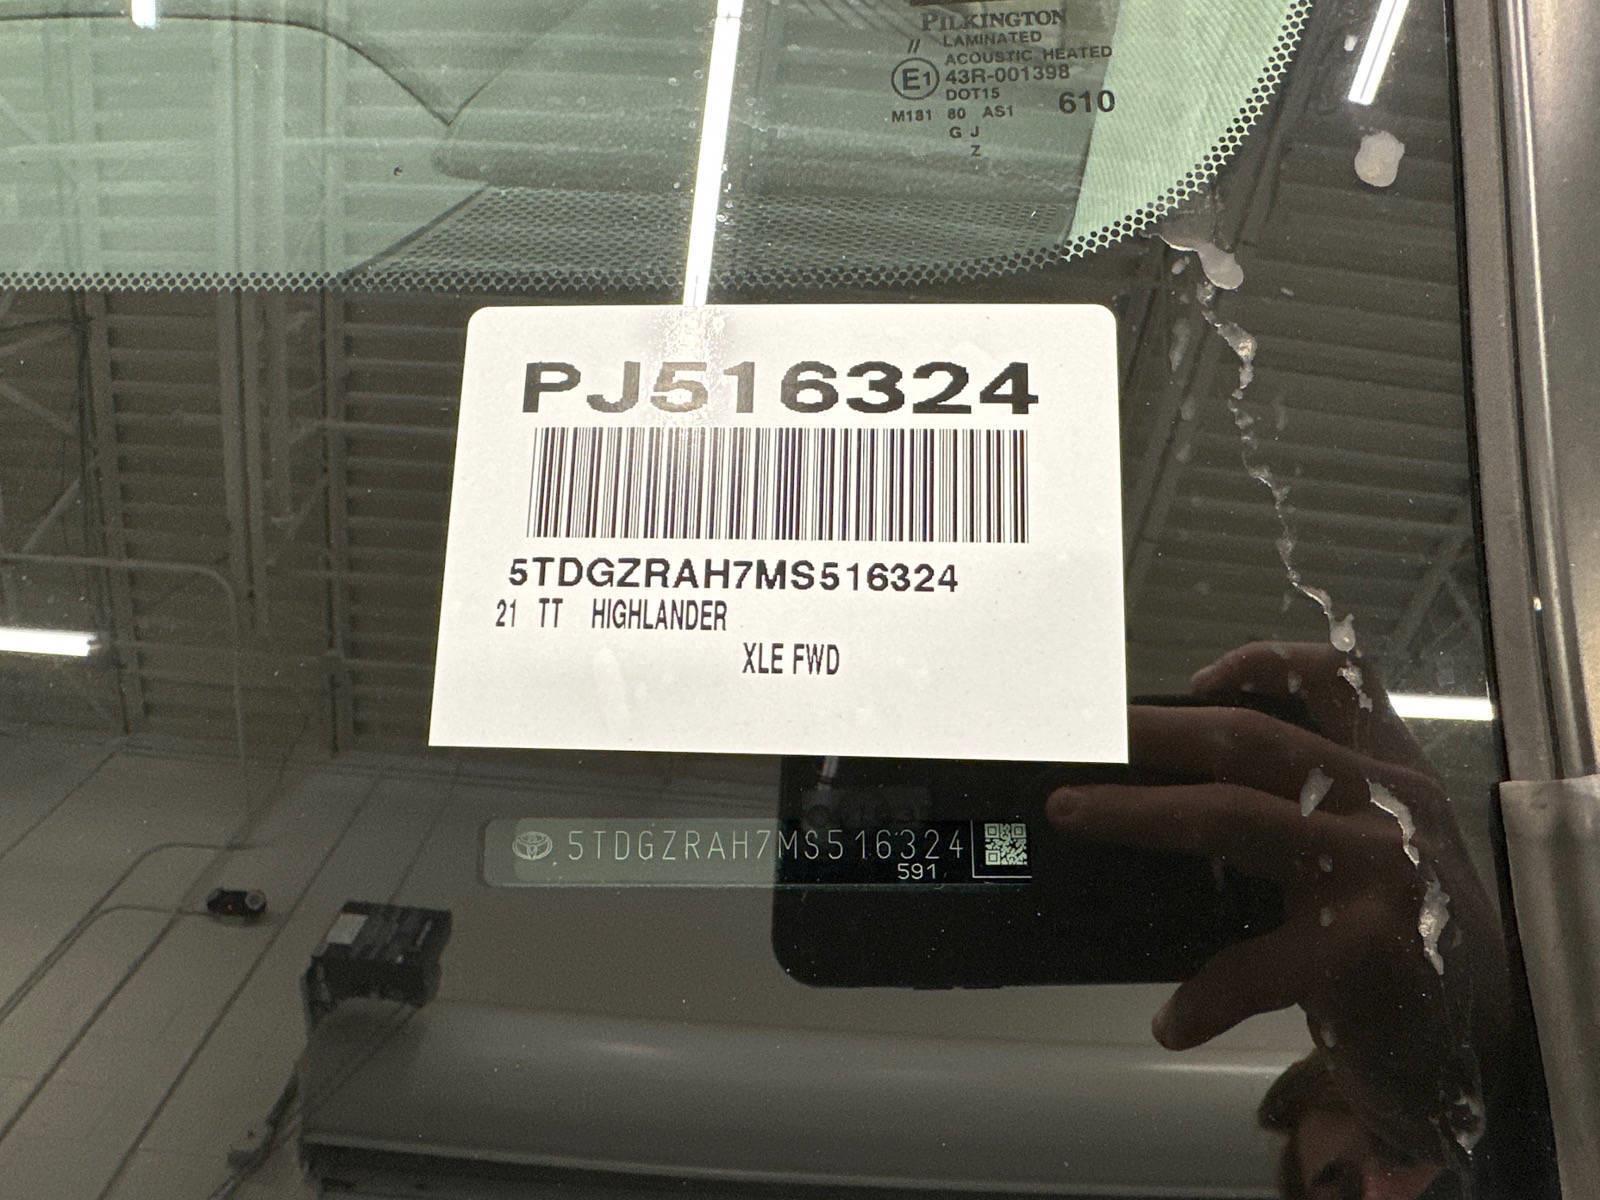 PILKINGTON
//
LAMINATED
ACOUSTIC HEATED
E1 43R-001398
DOT15
M181 80 AS1 610
G J
Z
PJ516324
5TDGZRAH7MS516324
21 TT HIGHLANDER
XLE FWD
5TDGZRAH7MS516324
591